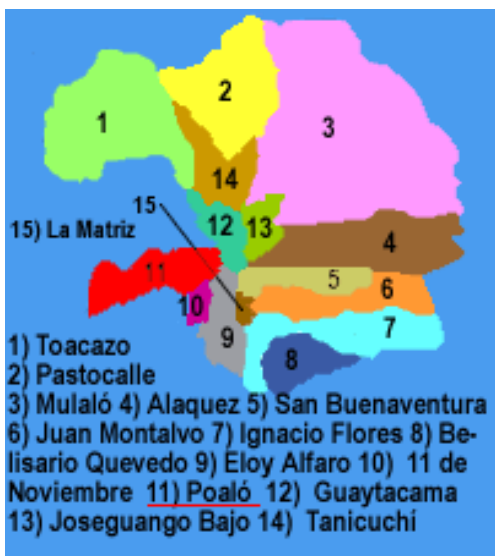 2
1
3
14
15
12
13
15) La Matriz
4
11
5
6
10
7
9
8
1) Toacazo
2) Pastocalle
3) Mulaló 4) Alaquez 5) San Buenaventura
6) Juan Montalvo 7) Ignacio Flores 8) Be-
lisario Quevedo 9) Eloy Alfaro 10) 11 de
Noviembre 11) Poaló 12) Guaytacama
13) Joseguango Bajo 14) Tanicuchí